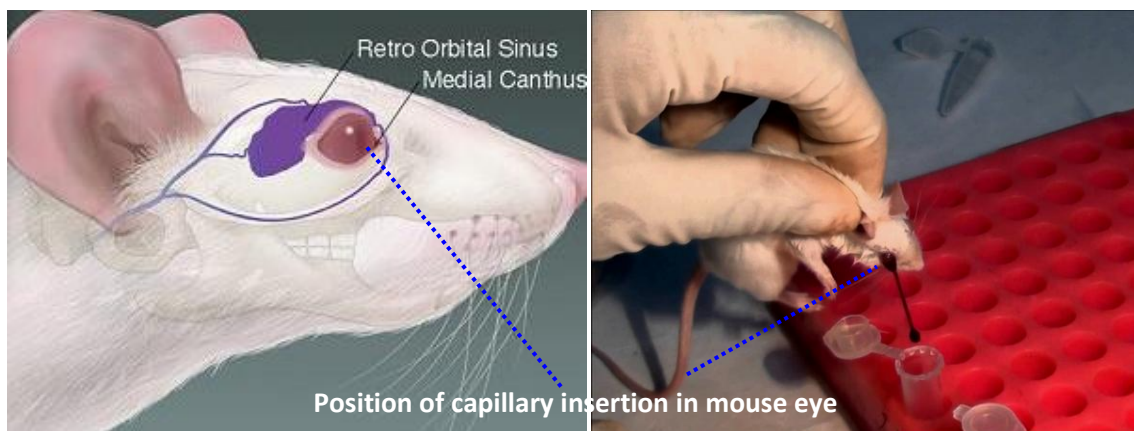 Retro Orbital Sinus
Medial Canthus
Position of capillary insertion in mouse eye